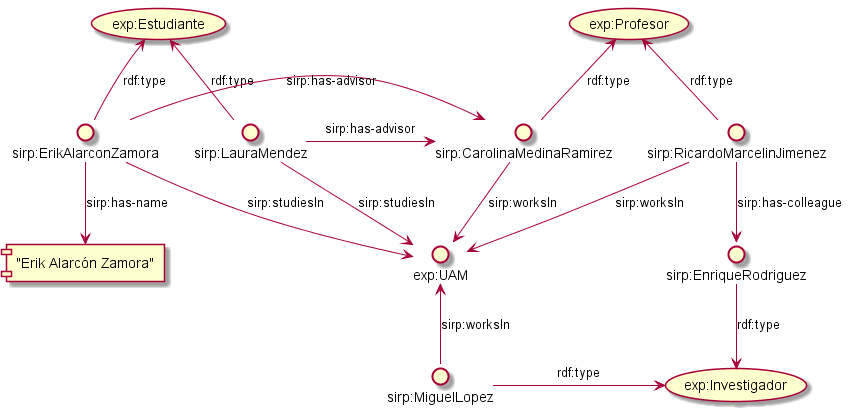 exp:Estudiante
exp:Profesor
rdf:type
rdf:type
sirp:has-advisor
rdf:type
rdf:type
sirp:has-advisor
sirp:ErikAlarconZamora
sirp:LauraMendez
sirp:CarolinaMedinaRamirez
sirp:RicardoMarcelinJimenez
sirp:has-name
sirp:studiesIn
sirp:studiesIn
sirp:worksIn
sirp:worksIn
sirp:has-colleague
"Erik Alarcón Zamora"
exp:UAM
sirp:EnriqueRodriguez
sirp:worksIn
rdf:type
rdf:type
exp:Investigador
sirp:MiguelLopez